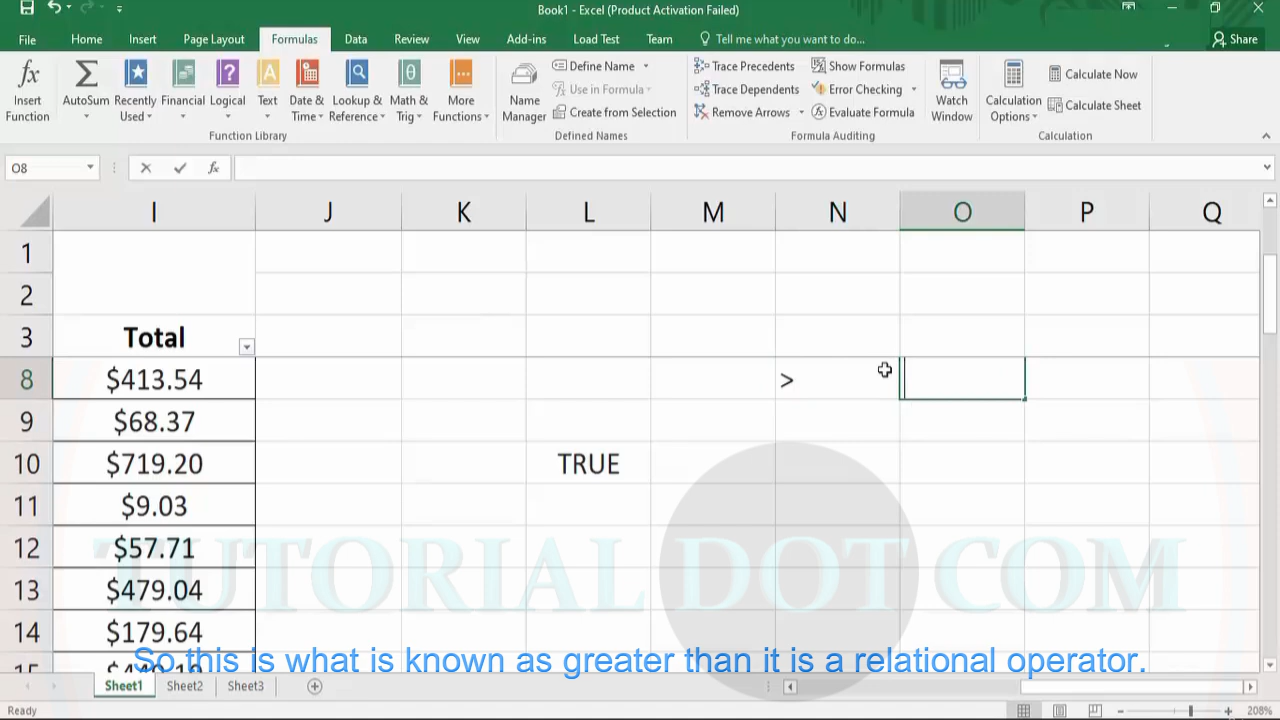 Book1 - Excel (Product Activation Failed)
File Home Insert Page Layout Formulas Data Review View Add-ins Load Test Team Tell me what you want to do... Share
Insert Function
AutoSum
Recently Used
Financial
Logical
Text
Date & Time
Lookup & Reference
Math & Trig
More Functions
Function Library
Name Manager
Define Name
Use in Formula
Create from Selection
Defined Names
Trace Precedents
Trace Dependents
Remove Arrows
Show Formulas
Error Checking
Evaluate Formula
Formula Auditing
Watch Window
Calculation Options
Calculate Now
Calculate Sheet
Calculation
O8 fx
I J K L M N O P Q
1
2
3 Total
8 $413.54 >
9 $68.37
10 $719.20 TRUE
11 $9.03
12 $57.71
13 $479.04
14 $179.64
TUTORIAL DOT COM
So this is what is known as greater than it is a relational operator.
Sheet1 Sheet2 Sheet3
Ready 208%